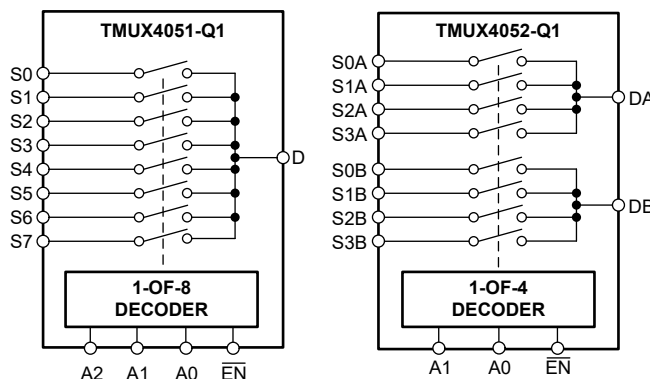 TMUX4051-Q1
S0
S1
S2
S3
S4
S5
S6
S7
D
1-OF-8
DECODER
A2 A1 A0 EN
TMUX4052-Q1
S0A
S1A
S2A
S3A
DA
S0B
S1B
S2B
S3B
DB
1-OF-4
DECODER
A1 A0 EN